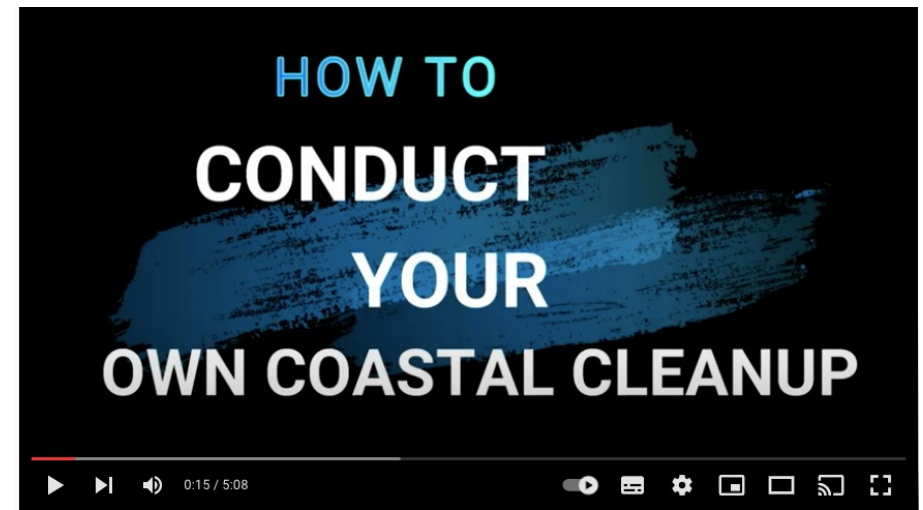 HOW TO
CONDUCT
YOUR
OWN COASTAL CLEANUP
0:15 / 5:08